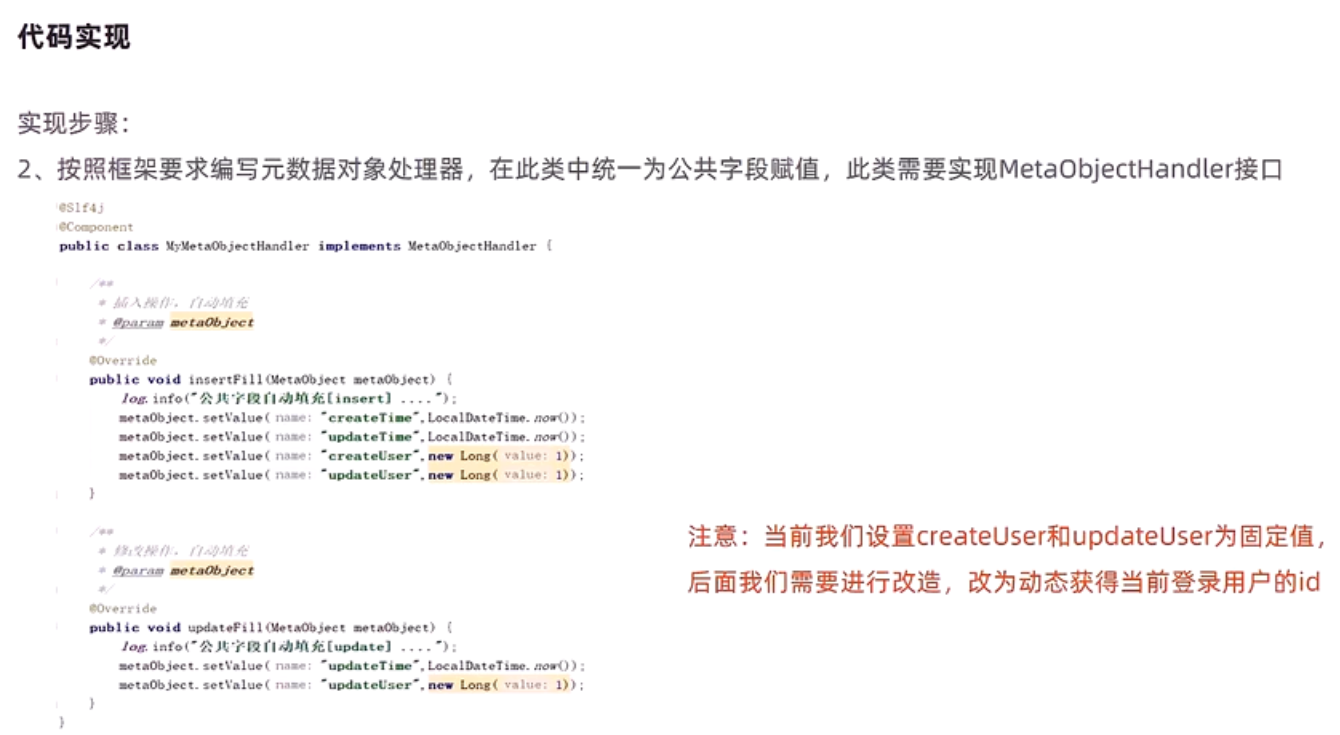 代码实现
实现步骤：
2、按照框架要求编写元数据对象处理器，在此类中统一为公共字段赋值，此类需要实现MetaObjectHandler接口
@Slf4j
@Component
public class MyMetaObjectHandler implements MetaObjectHandler {
/**
* 插入操作，自动填充
* @param metaObject
*/
@Override
public void insertFill(MetaObject metaObject) {
log.info("公共字段自动填充[insert] ....");
metaObject.setValue( name: "createTime",LocalDateTime.now());
metaObject.setValue( name: "updateTime",LocalDateTime.now());
metaObject.setValue( name: "createUser",new Long( value: 1));
metaObject.setValue( name: "updateUser",new Long( value: 1));
}
/**
* 修改操作，自动填充
* @param metaObject
*/
@Override
public void updateFill(MetaObject metaObject) {
log.info("公共字段自动填充[update] ....");
metaObject.setValue( name: "updateTime",LocalDateTime.now());
metaObject.setValue( name: "updateUser",new Long( value: 1));
}
}
注意：当前我们设置createUser和updateUser为固定值，
后面我们需要进行改造，改为动态获得当前登录用户的id